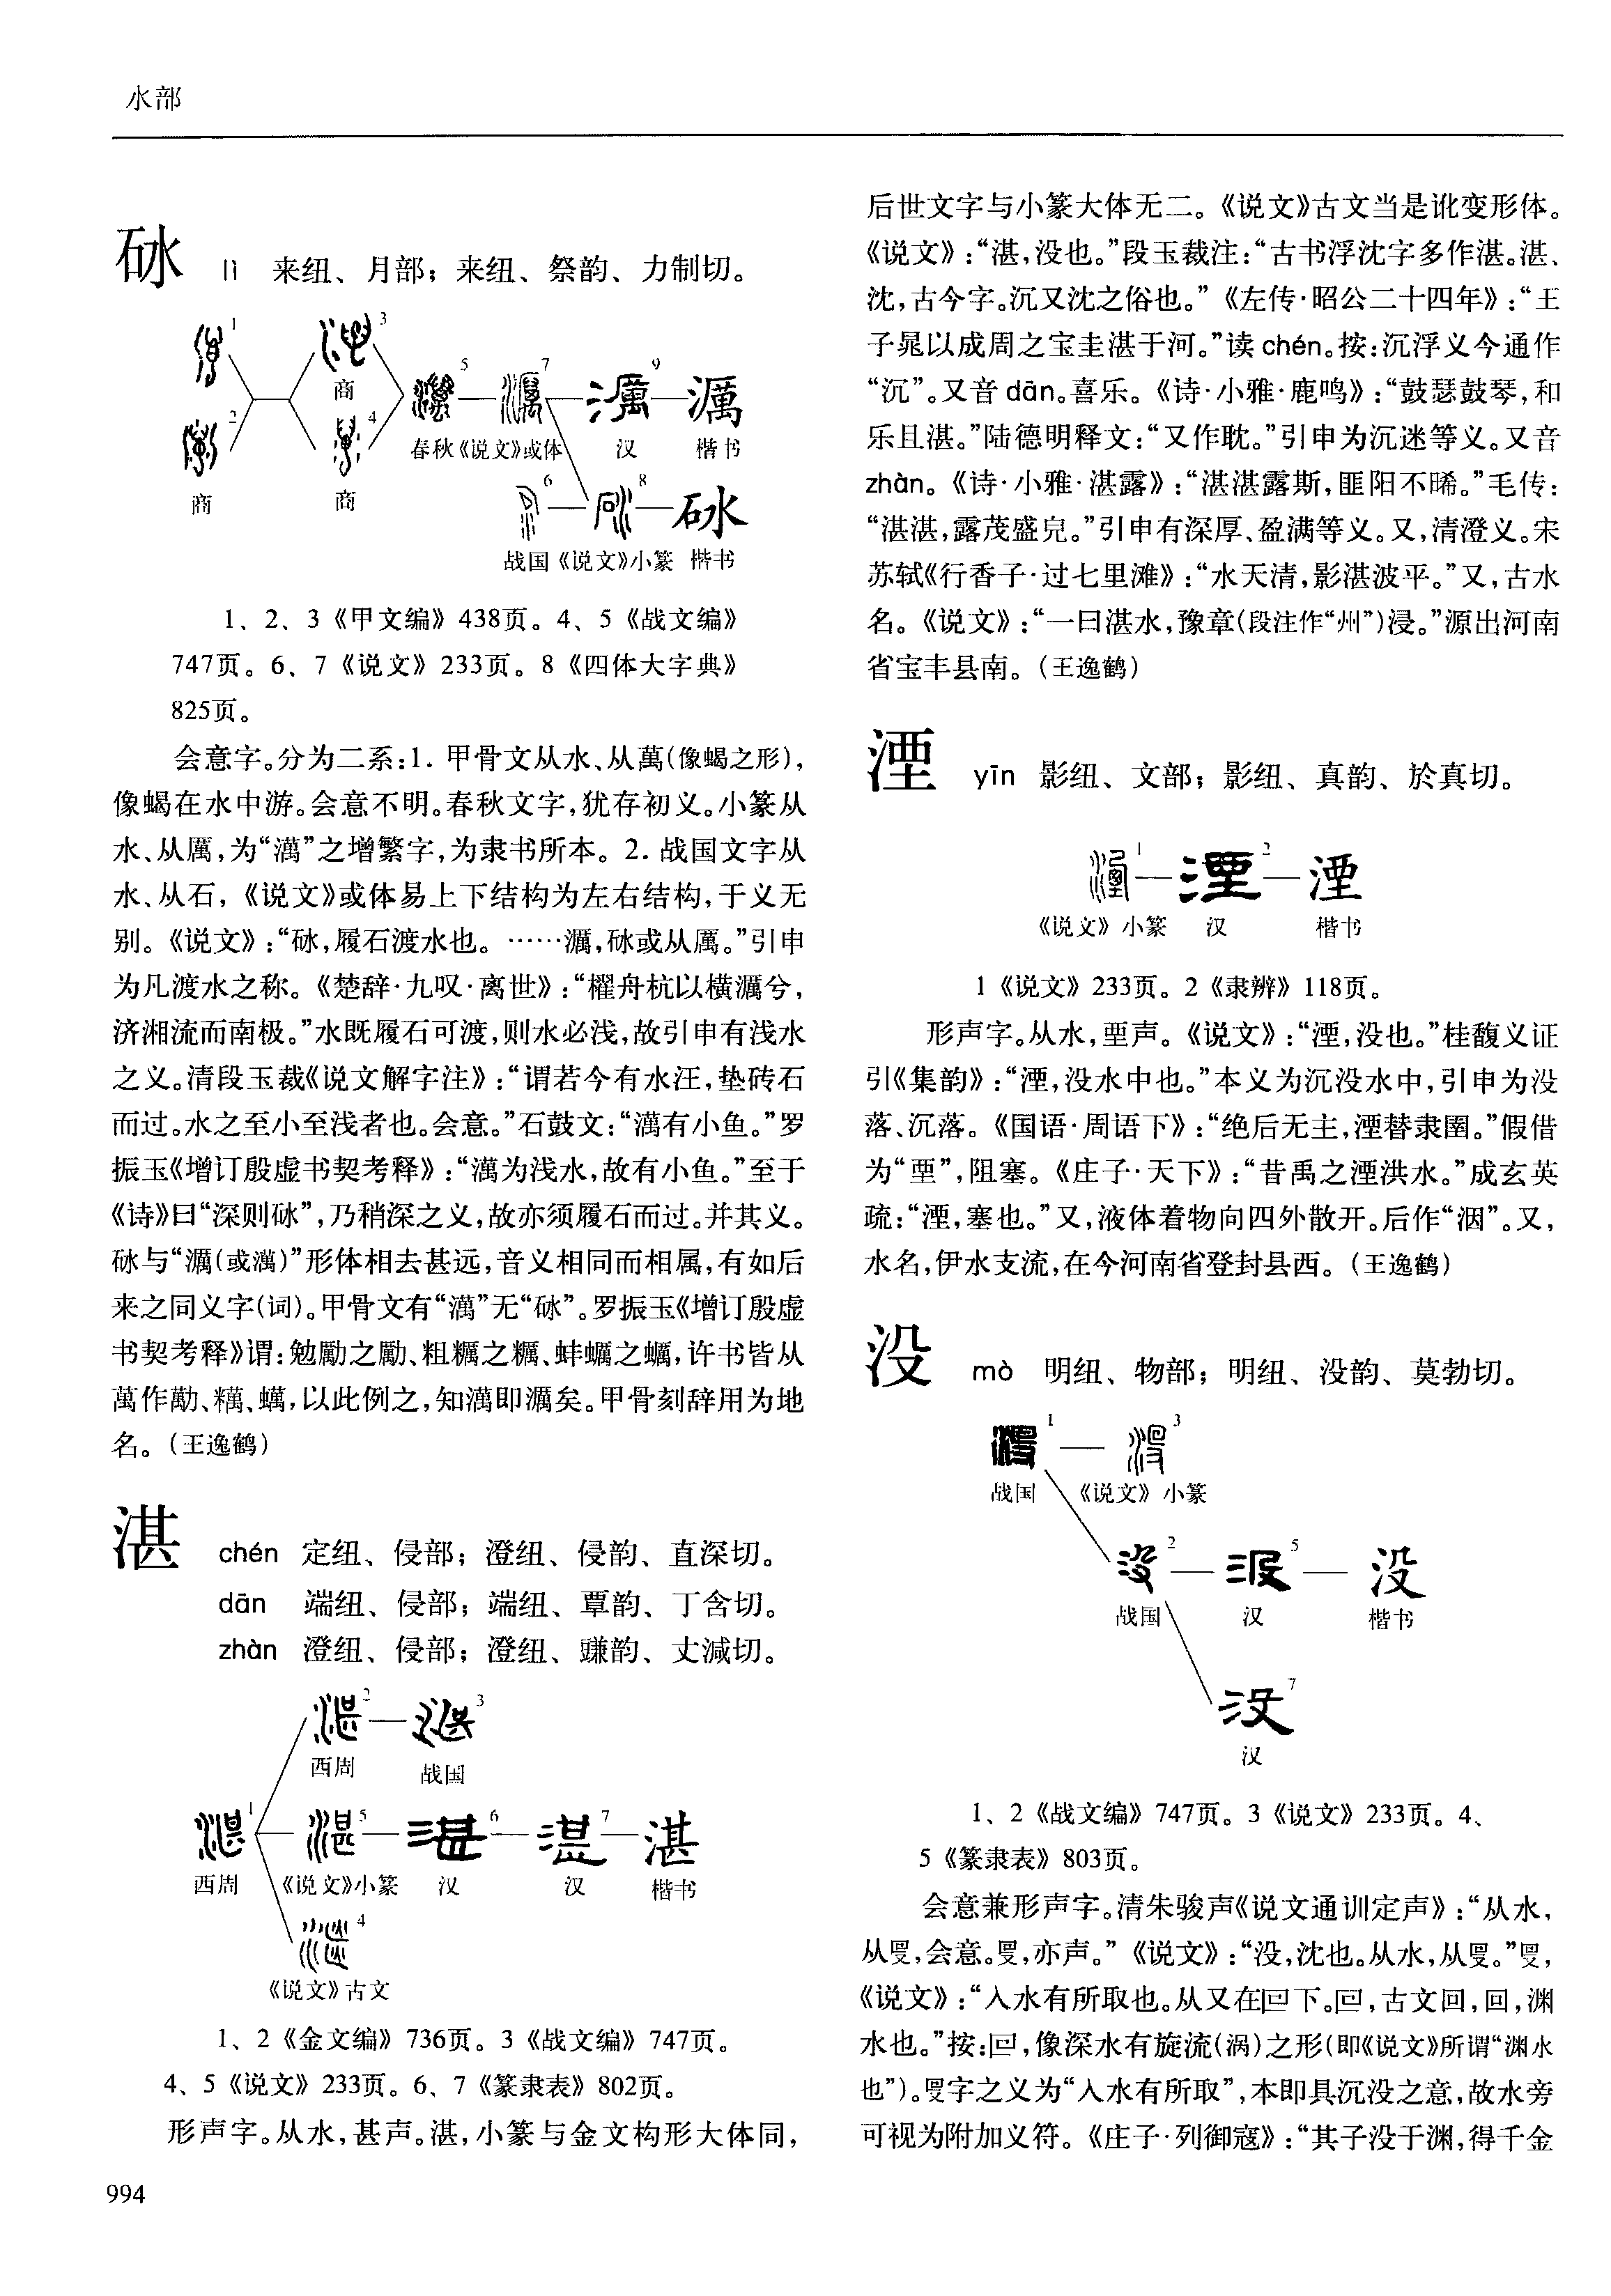 水部
砅 lì 来纽、月部；来纽、祭韵、力制切。
1
3
商
2
4
商
商
5
7
9
濿
春秋《说文》或体 汉 楷书
6
8
砅
战国《说文》小篆 楷书
1、2、3《甲文编》438页。4、5《战文编》
747页。6、7《说文》233页。8《四体大字典》
825页。
会意字。分为二系：1. 甲骨文从水、从萬(像蝎之形)，
像蝎在水中游。会意不明。春秋文字，犹存初义。小篆从
水、从厲，为“澫”之增繁字，为隶书所本。2. 战国文字从
水、从石，《说文》或体易上下结构为左右结构，于义无
别。《说文》：“砅，履石渡水也。……濿，砅或从厲。”引申
为凡渡水之称。《楚辞·九叹·离世》：“櫂舟杭以横濿兮，
济湘流而南极。”水既履石可渡，则水必浅，故引申有浅水
之义。清段玉裁《说文解字注》：“谓若今有水汪，垫砖石
而过。水之至小至浅者也。会意。”石鼓文：“澫有小鱼。”罗
振玉《增订殷虚书契考释》：“澫为浅水，故有小鱼。”至于
《诗》曰“深则砅”，乃稍深之义，故亦须履石而过。并其义。
砅与“濿(或澫)”形体相去甚远，音义相同而相属，有如后
来之同义字(词)。甲骨文有“澫”无“砅”。罗振玉《增订殷虚
书契考释》谓：勉勵之勵、粗糲之糲、蚌蠣之蠣，许书皆从
萬作勱、䊪、蠇，以此例之，知澫即濿矣。甲骨刻辞用为地
名。（王逸鹤）
湛 chén 定纽、侵部；澄纽、侵韵、直深切。
dān 端纽、侵部；端纽、覃韵、丁含切。
zhàn 澄纽、侵部；澄纽、豏韵、丈減切。
2
3
西周
战国
1
5
6
7
湛
西周 《说文》小篆 汉 汉 楷书
4
《说文》古文
1、2《金文编》736页。3《战文编》747页。
4、5《说文》233页。6、7《篆隶表》802页。
形声字。从水，甚声。湛，小篆与金文构形大体同，
994
后世文字与小篆大体无二。《说文》古文当是讹变形体。
《说文》：“湛，没也。”段玉裁注：“古书浮沈字多作湛。湛、
沈，古今字。沉又沈之俗也。”《左传·昭公二十四年》：“王
子晁以成周之宝圭湛于河。”读 chén。按：沉浮义今通作
“沉”。又音 dān。喜乐。《诗·小雅·鹿鸣》：“鼓瑟鼓琴，和
乐且湛。”陆德明释文：“又作耽。”引申为沉迷等义。又音
zhàn。《诗·小雅·湛露》：“湛湛露斯，匪阳不晞。”毛传：
“湛湛，露茂盛皃。”引申有深厚、盈满等义。又，清澄义。宋
苏轼《行香子·过七里滩》：“水天清，影湛波平。”又，古水
名。《说文》：“一曰湛水，豫章(段注作“州”)浸。”源出河南
省宝丰县南。（王逸鹤）
湮 yīn 影纽、文部；影纽、真韵、於真切。
1
2
湮
《说文》小篆 汉 楷书
1《说文》233页。2《隶辨》118页。
形声字。从水，垔声。《说文》：“湮，没也。”桂馥义证
引《集韵》：“湮，没水中也。”本义为沉没水中，引申为没
落、沉落。《国语·周语下》：“绝后无主，湮替隶圉。”假借
为“垔”，阻塞。《庄子·天下》：“昔禹之湮洪水。”成玄英
疏：“湮，塞也。”又，液体着物向四外散开。后作“洇”。又，
水名，伊水支流，在今河南省登封县西。（王逸鹤）
没 mò 明纽、物部；明纽、没韵、莫勃切。
1
3
战国 《说文》小篆
2
5
没
战国 汉 楷书
7
汉
1、2《战文编》747页。3《说文》233页。4、
5《篆隶表》803页。
会意兼形声字。清朱骏声《说文通训定声》：“从水，
从𠬛，会意。𠬛，亦声。”《说文》：“没，沈也。从水，从𠬛。”𠬛，
《说文》：“入水有所取也。从又在囘下。囘，古文回，回，渊
水也。”按：囘，像深水有旋流(涡)之形(即《说文》所谓“渊水
也”)。𠬛字之义为“入水有所取”，本即具沉没之意，故水旁
可视为附加义符。《庄子·列御寇》：“其子没于渊，得千金